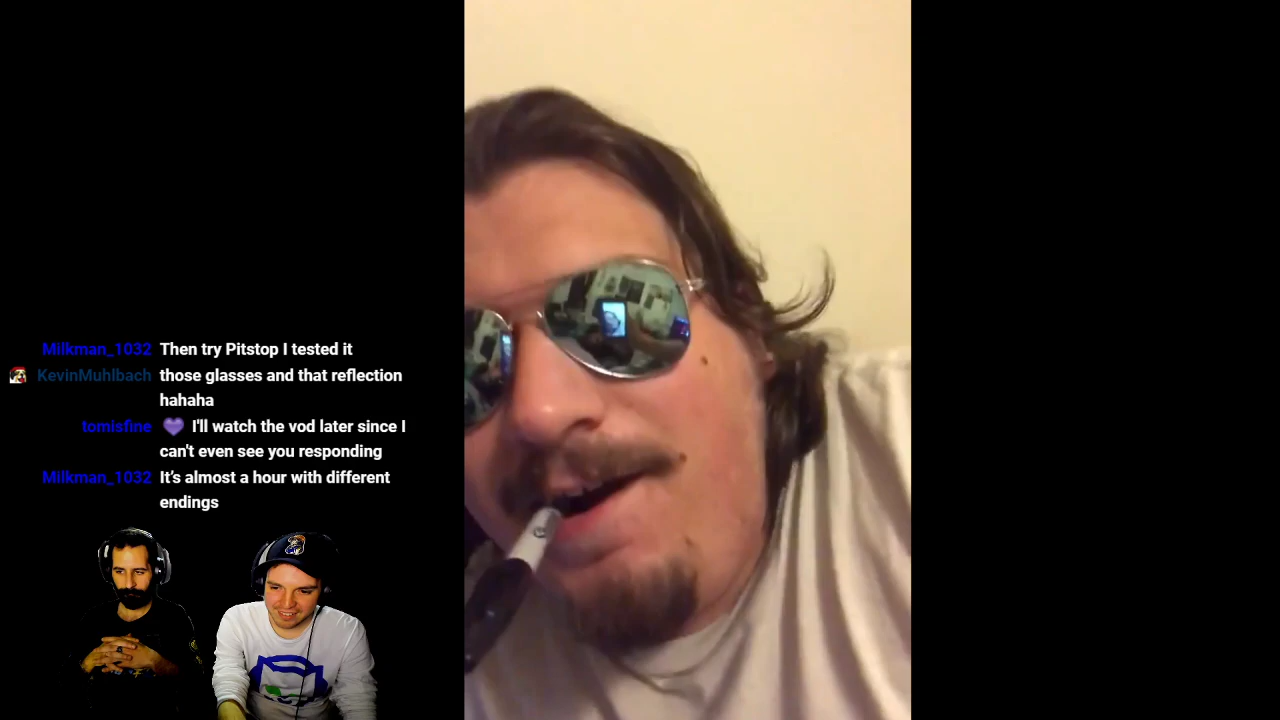 Milkman_1032 Then try Pitstop I tested it
KevinMuhlbach those glasses and that reflection
hahaha
tomisfine I'll watch the vod later since I
can't even see you responding
Milkman_1032 It's almost a hour with different
endings